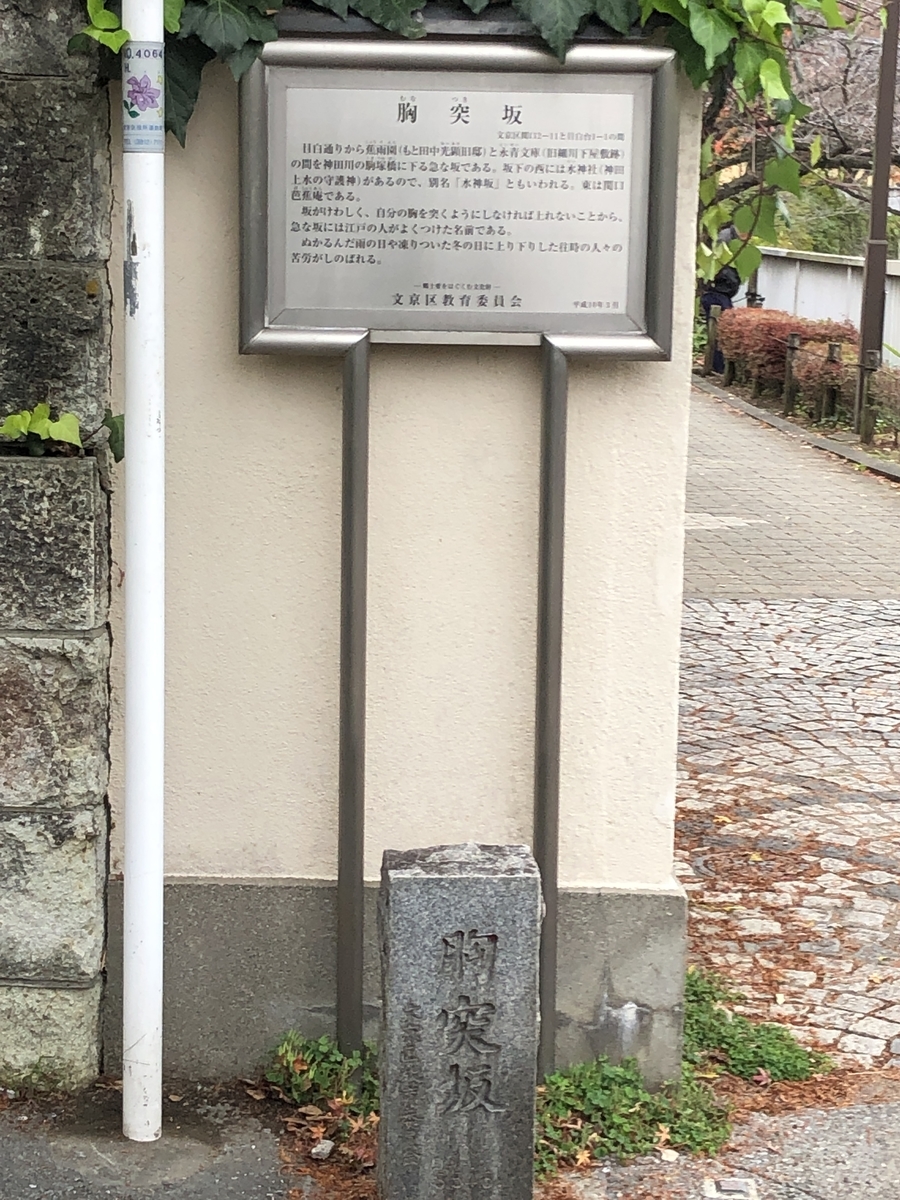 O.4064
胸突坂
むな
つき
文京区関口2−11と目白台1−1の間
目白通りから蕉雨園(もと田中光顕旧邸)と永青文庫(旧細川下屋敷跡)
の間を神田川の駒塚橋に下る急な坂である。坂下の西には水神社(神田
上水の守護神)があるので、別名「水神坂」ともいわれる。東は関口
芭蕉庵である。
坂がけわしく、自分の胸を突くようにしなければ上れないことから、
急な坂には江戸の人がよくつけた名前である。
ぬかるんだ雨の日や凍りついた冬の日に上り下りした往時の人々の
苦労がしのばれる。
―郷土愛をはぐくむ文化財―
文京区教育委員会
平成10年3月
胸突坂